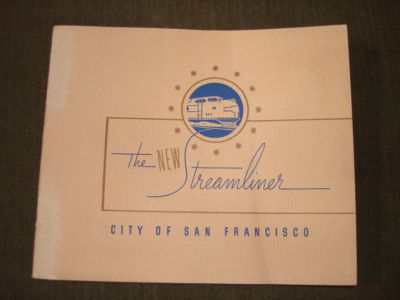 The NEW Streamliner
CITY OF SAN FRANCISCO